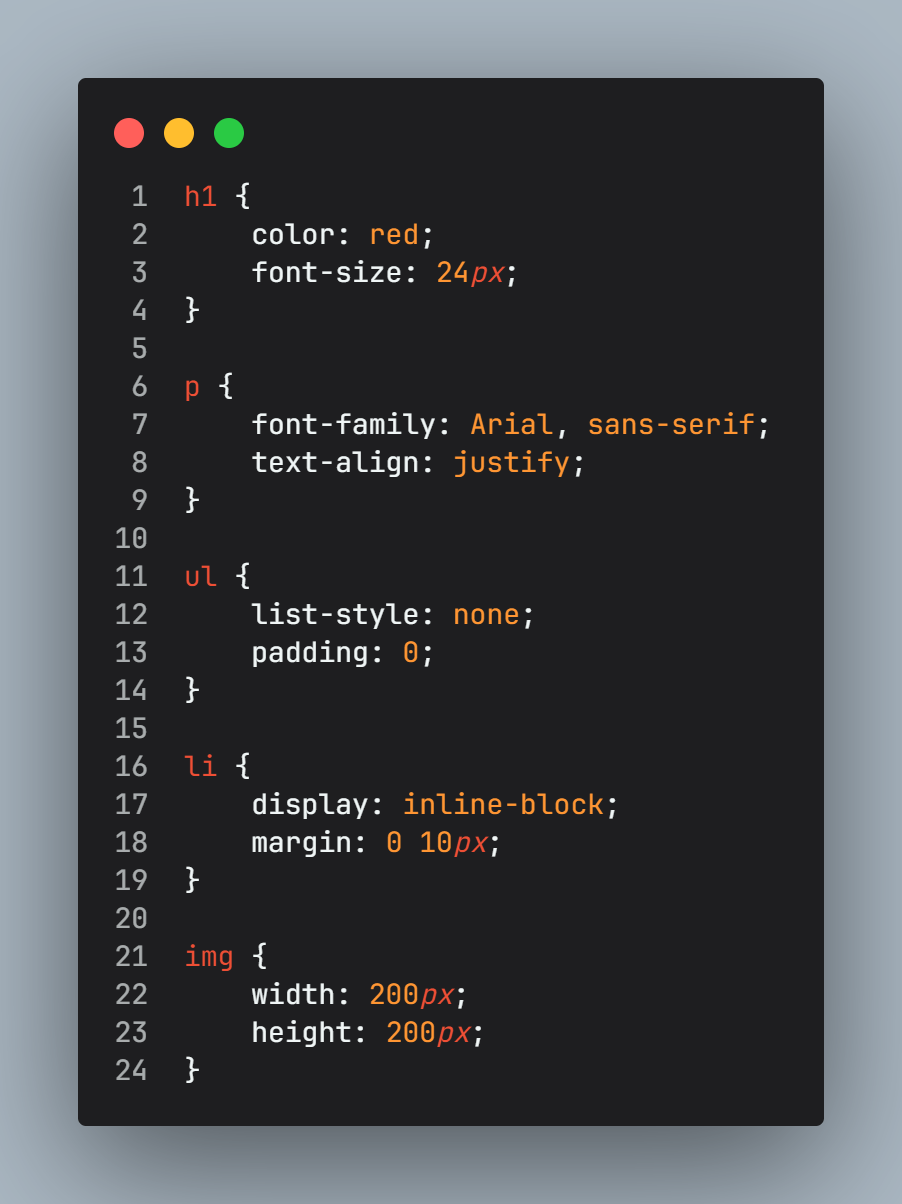 1 h1 {
2     color: red;
3     font-size: 24px;
4 }
5
6 p {
7     font-family: Arial, sans-serif;
8     text-align: justify;
9 }
10
11 ul {
12     list-style: none;
13     padding: 0;
14 }
15
16 li {
17     display: inline-block;
18     margin: 0 10px;
19 }
20
21 img {
22     width: 200px;
23     height: 200px;
24 }